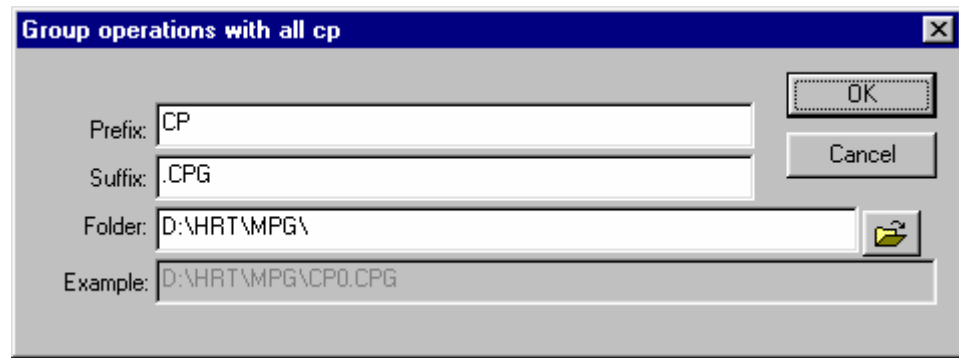 Group operations with all cp
OK
Prefix: CP
Cancel
Suffix: .CPG
Folder: D:\HRT\MPG\
Example: D:\HRT\MPG\CP0.CPG